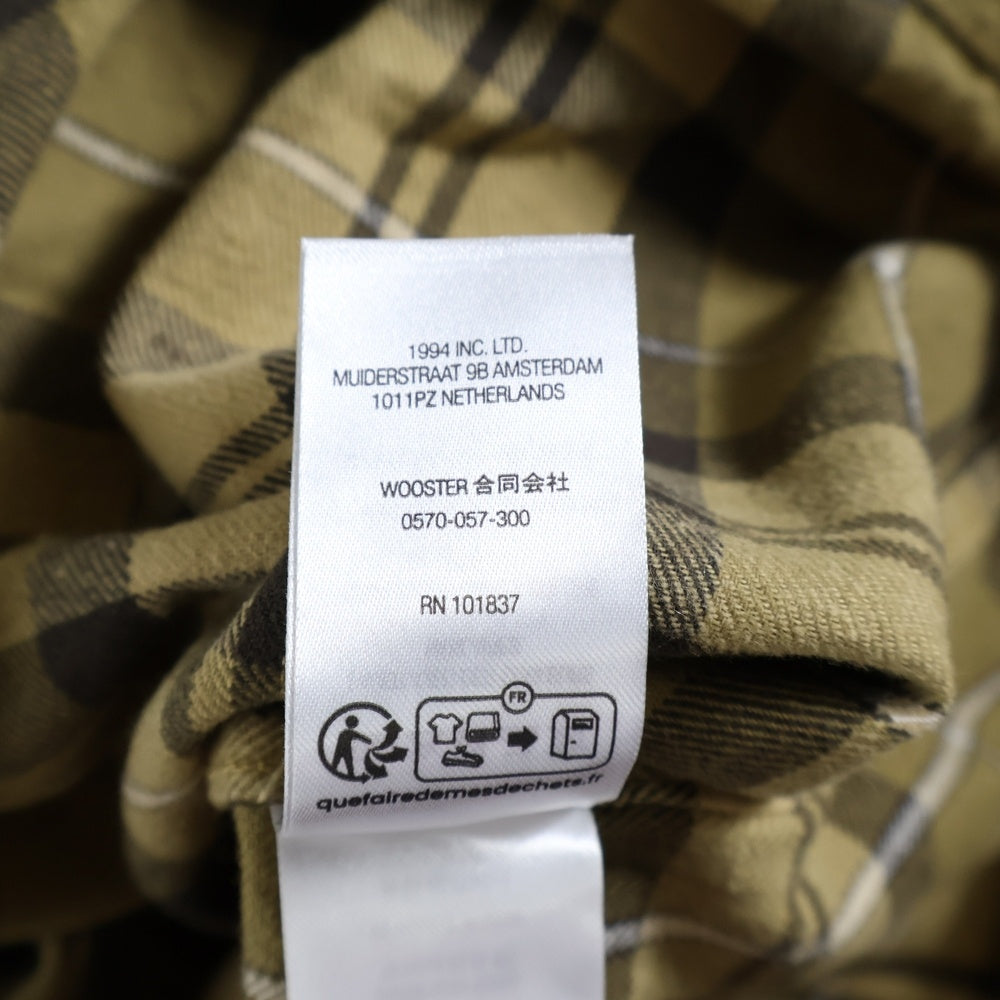 1994 INC. LTD.
MUIDERSTRAAT 9B AMSTERDAM
1011PZ NETHERLANDS
WOOSTER 合同会社
0570-057-300
RN 101837
FR
quefairedemesdechets.fr